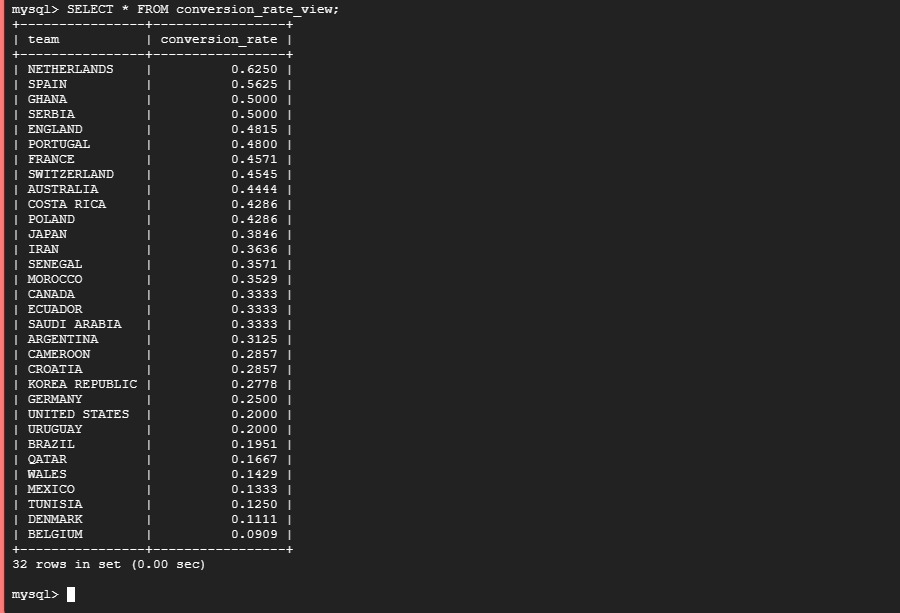 mysql> SELECT * FROM conversion_rate_view;
+----------------+-----------------+
| team           | conversion_rate |
+----------------+-----------------+
| NETHERLANDS    |          0.6250 |
| SPAIN          |          0.5625 |
| GHANA          |          0.5000 |
| SERBIA         |          0.5000 |
| ENGLAND        |          0.4815 |
| PORTUGAL       |          0.4800 |
| FRANCE         |          0.4571 |
| SWITZERLAND    |          0.4545 |
| AUSTRALIA      |          0.4444 |
| COSTA RICA     |          0.4286 |
| POLAND         |          0.4286 |
| JAPAN          |          0.3846 |
| IRAN           |          0.3636 |
| SENEGAL        |          0.3571 |
| MOROCCO        |          0.3529 |
| CANADA         |          0.3333 |
| ECUADOR        |          0.3333 |
| SAUDI ARABIA   |          0.3333 |
| ARGENTINA      |          0.3125 |
| CAMEROON       |          0.2857 |
| CROATIA        |          0.2857 |
| KOREA REPUBLIC |          0.2778 |
| GERMANY        |          0.2500 |
| UNITED STATES  |          0.2000 |
| URUGUAY        |          0.2000 |
| BRAZIL         |          0.1951 |
| QATAR          |          0.1667 |
| WALES          |          0.1429 |
| MEXICO         |          0.1333 |
| TUNISIA        |          0.1250 |
| DENMARK        |          0.1111 |
| BELGIUM        |          0.0909 |
+----------------+-----------------+
32 rows in set (0.00 sec)
mysql>